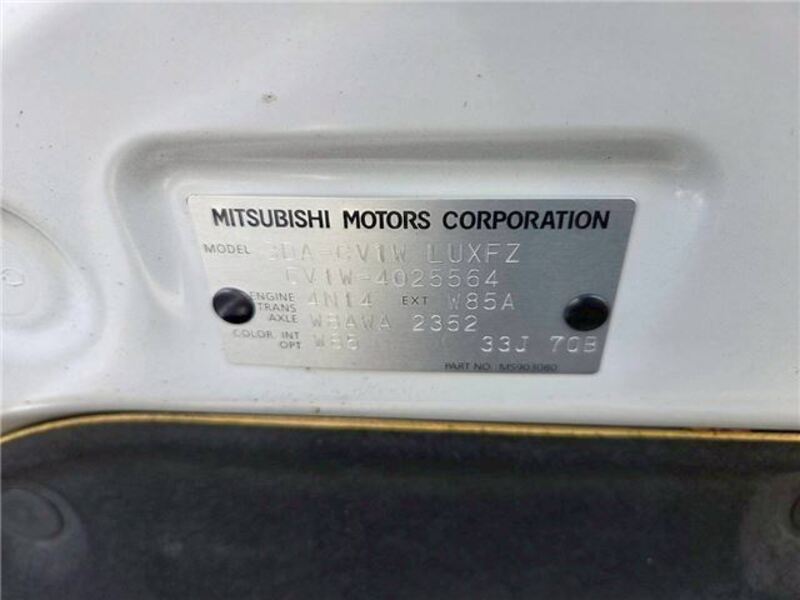 MITSUBISHI MOTORS CORPORATION
MODEL 3DA-CV1W LUXFZ
CV1W-4025564
ENGINE 4N14 EXT W85A
TRANS AXLE W8AWA 2352
COLOR. INT OPT W85 33J 70B
PART NO. MS903080